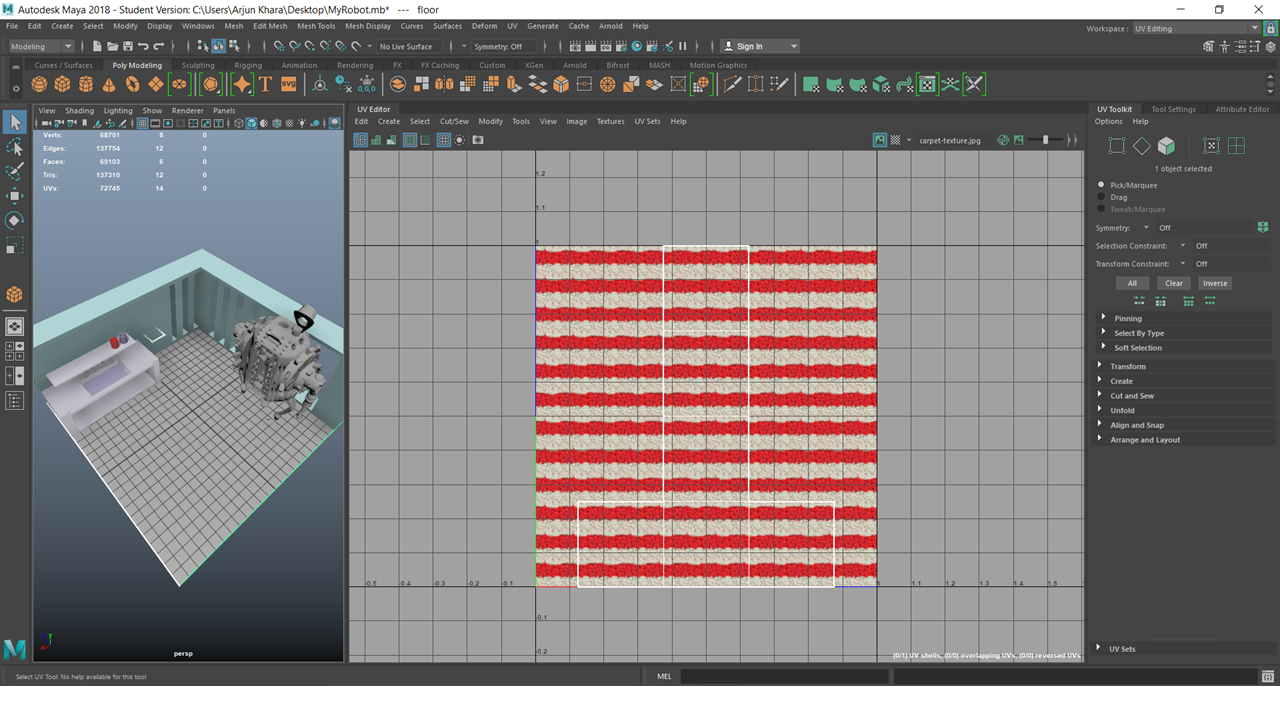 Autodesk Maya 2018 - Student Version: C:\Users\Arjun Khara\Desktop\MyRobot.mb* --- floor
File Edit Create Select Modify Display Windows Mesh Edit Mesh Mesh Tools Mesh Display Curves Surfaces Deform UV Generate Cache Arnold Help
Workspace: UV Editing
Modeling No Live Surface Symmetry: Off Sign In
Curves / Surfaces Poly Modeling Sculpting Rigging Animation Rendering FX FX Caching Custom XGen Arnold Bifrost MASH Motion Graphics
View Shading Lighting Show Renderer Panels
Verts: 68701 8 0
Edges: 137754 12 0
Faces: 69103 6 0
Tris: 137310 12 0
UVs: 72745 14 0
persp
UV Editor
Edit Create Select Cut/Sew Modify Tools View Image Textures UV Sets Help
carpet-texture.jpg
1.2
1.1
1
-0.5 -0.4 -0.3 -0.2 -0.1 1 1.1 1.2 1.3 1.4 1.5
-0.1
-0.2
(0/1) UV shells, (0/0) overlapping UVs, (0/0) reversed UVs
UV Toolkit Tool Settings Attribute Editor
Options Help
1 object selected
Pick/Marquee
Drag
Tweak/Marquee
Symmetry: Off
Selection Constraint: Off
Transform Constraint: Off
All Clear Inverse
Pinning
Select By Type
Soft Selection
Transform
Create
Cut and Sew
Unfold
Align and Snap
Arrange and Layout
UV Sets
Select UV Tool: No help available for this tool
MEL